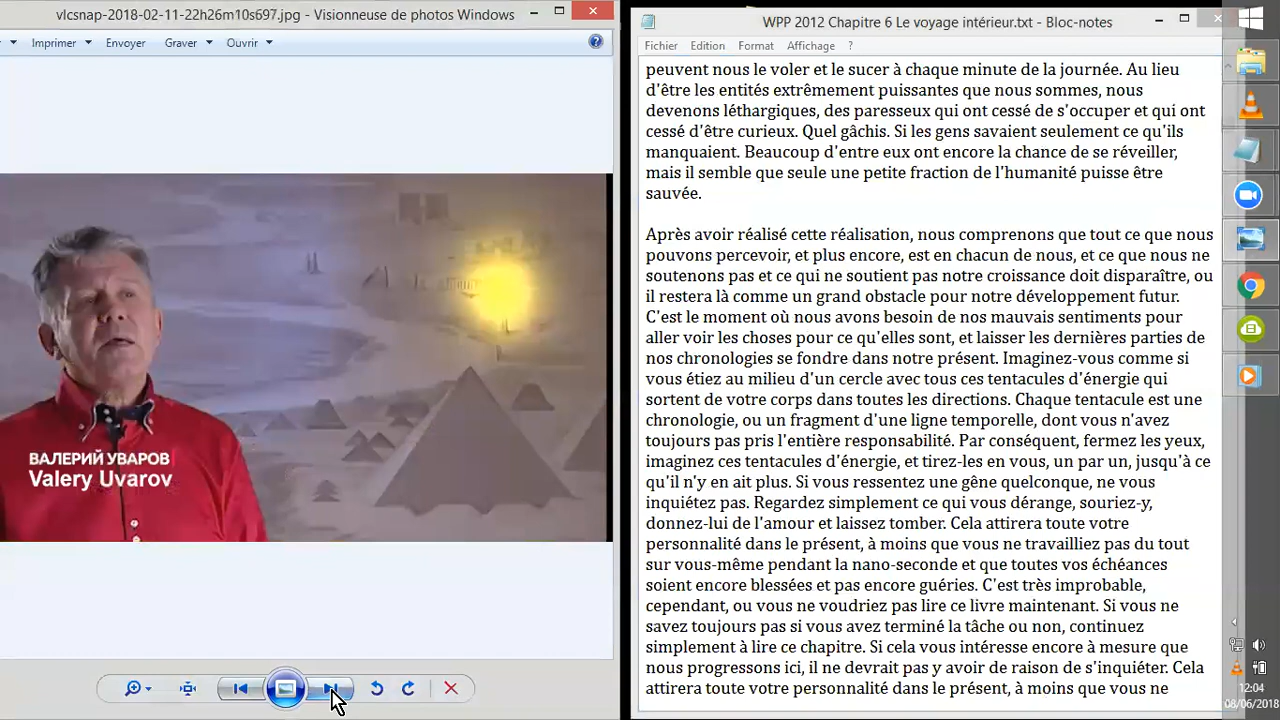 vlcsnap-2018-02-11-22h26m10s697.jpg - Visionneuse de photos Windows
Imprimer Envoyer Graver Ouvrir
ВАЛЕРИЙ УВАРОВ
Valery Uvarov
WPP 2012 Chapitre 6 Le voyage intérieur.txt - Bloc-notes
Fichier Edition Format Affichage ?
peuvent nous le voler et le sucer à chaque minute de la journée. Au lieu
d'être les entités extrêmement puissantes que nous sommes, nous
devenons léthargiques, des paresseux qui ont cessé de s'occuper et qui ont
cessé d'être curieux. Quel gâchis. Si les gens savaient seulement ce qu'ils
manquaient. Beaucoup d'entre eux ont encore la chance de se réveiller,
mais il semble que seule une petite fraction de l'humanité puisse être
sauvée.
Après avoir réalisé cette réalisation, nous comprenons que tout ce que nous
pouvons percevoir, et plus encore, est en chacun de nous, et ce que nous ne
soutenons pas et ce qui ne soutient pas notre croissance doit disparaître, ou
il restera là comme un grand obstacle pour notre développement futur.
C'est le moment où nous avons besoin de nos mauvais sentiments pour
aller voir les choses pour ce qu'elles sont, et laisser les dernières parties de
nos chronologies se fondre dans notre présent. Imaginez-vous comme si
vous étiez au milieu d'un cercle avec tous ces tentacules d'énergie qui
sortent de votre corps dans toutes les directions. Chaque tentacule est une
chronologie, ou un fragment d'une ligne temporelle, dont vous n'avez
toujours pas pris l'entière responsabilité. Par conséquent, fermez les yeux,
imaginez ces tentacules d'énergie, et tirez-les en vous, un par un, jusqu'à ce
qu'il n'y en ait plus. Si vous ressentez une gêne quelconque, ne vous
inquiétez pas. Regardez simplement ce qui vous dérange, souriez-y,
donnez-lui de l'amour et laissez tomber. Cela attirera toute votre
personnalité dans le présent, à moins que vous ne travailliez pas du tout
sur vous-même pendant la nano-seconde et que toutes vos échéances
soient encore blessées et pas encore guéries. C'est très improbable,
cependant, ou vous ne voudriez pas lire ce livre maintenant. Si vous ne
savez toujours pas si vous avez terminé la tâche ou non, continuez
simplement à lire ce chapitre. Si cela vous intéresse encore à mesure que
nous progressons ici, il ne devrait pas y avoir de raison de s'inquiéter. Cela
attirera toute votre personnalité dans le présent, à moins que vous ne
12:04
08/06/2018